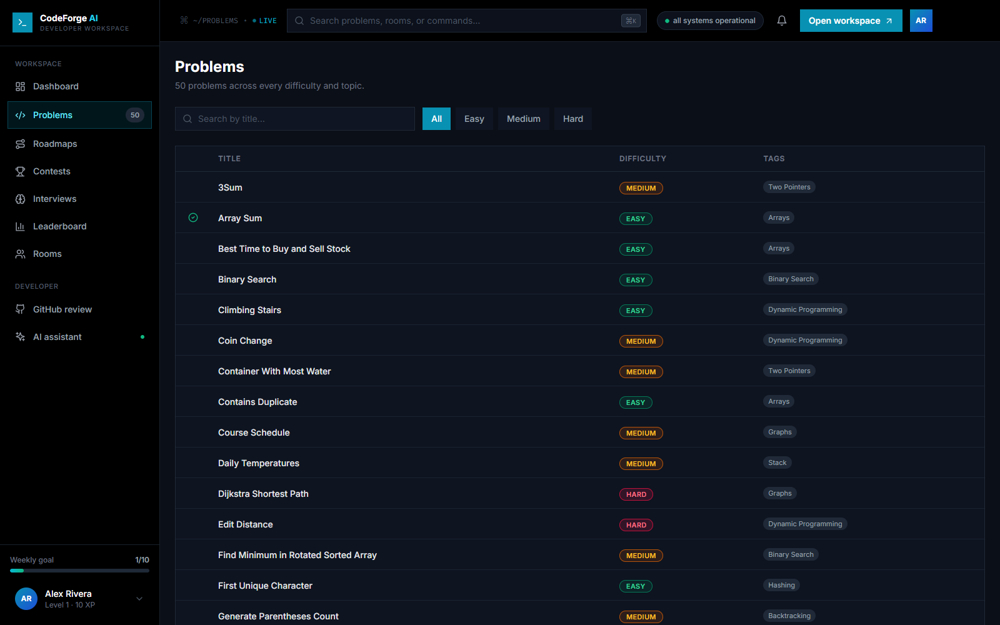 CodeForge AI
DEVELOPER WORKSPACE
WORKSPACE
Dashboard
Problems 50
Roadmaps
Contests
Interviews
Leaderboard
Rooms
DEVELOPER
GitHub review
AI assistant
Weekly goal 1/10
AR Alex Rivera
Level 1 · 10 XP
⌘ ~/PROBLEMS • LIVE
Search problems, rooms, or commands... ⌘K
all systems operational
Open workspace
AR
Problems
50 problems across every difficulty and topic.
Search by title...
All Easy Medium Hard
TITLE DIFFICULTY TAGS
3Sum MEDIUM Two Pointers
Array Sum EASY Arrays
Best Time to Buy and Sell Stock EASY Arrays
Binary Search EASY Binary Search
Climbing Stairs EASY Dynamic Programming
Coin Change MEDIUM Dynamic Programming
Container With Most Water MEDIUM Two Pointers
Contains Duplicate EASY Arrays
Course Schedule MEDIUM Graphs
Daily Temperatures MEDIUM Stack
Dijkstra Shortest Path HARD Graphs
Edit Distance HARD Dynamic Programming
Find Minimum in Rotated Sorted Array MEDIUM Binary Search
First Unique Character EASY Hashing
Generate Parentheses Count MEDIUM Backtracking